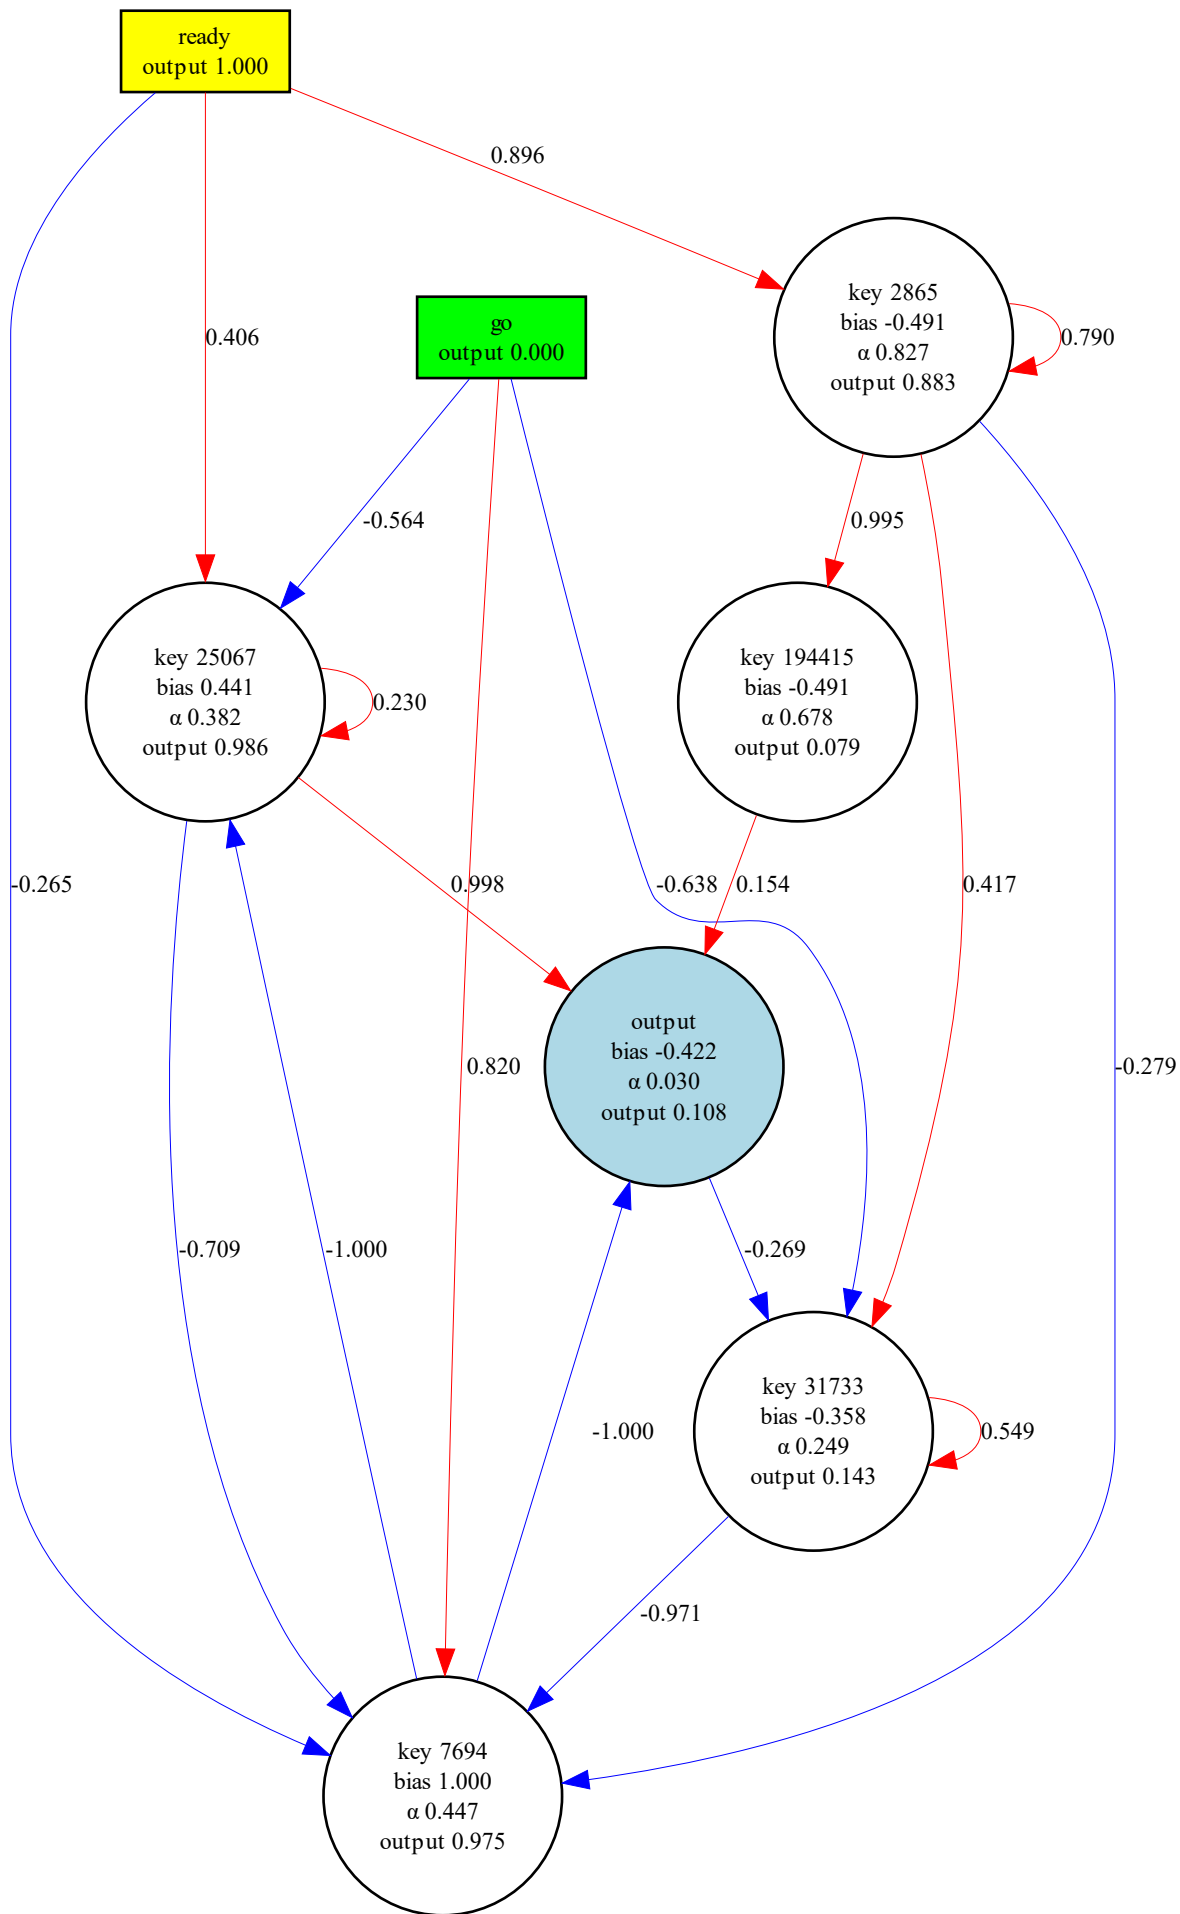 ready
output 1.000
0.896
key 2865
bias -0.491
α 0.827
output 0.883
0.790
go
output 0.000
0.406
-0.564
0.995
key 25067
bias 0.441
α 0.382
output 0.986
0.230
key 194415
bias -0.491
α 0.678
output 0.079
-0.265
0.998
-0.638
0.154
0.417
output
bias -0.422
α 0.030
output 0.108
0.820
-0.279
-0.709
-1.000
-0.269
key 31733
bias -0.358
α 0.249
output 0.143
-1.000
0.549
-0.971
key 7694
bias 1.000
α 0.447
output 0.975